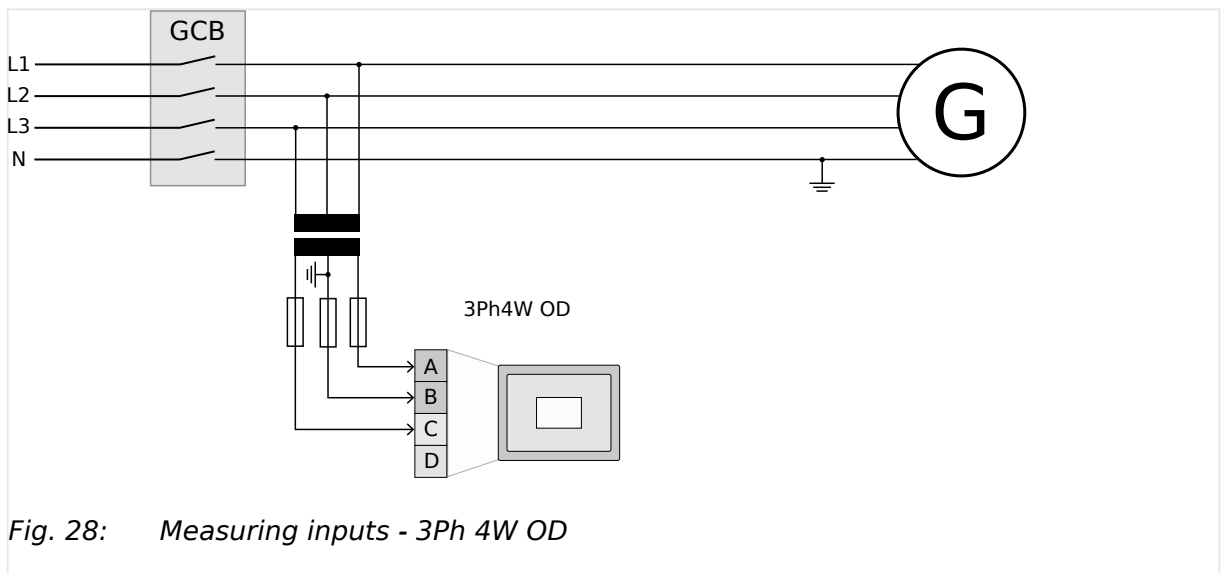 GCB
L1
L2
L3
N
G
3Ph4W OD
A
B
C
D
Fig. 28: Measuring inputs - 3Ph 4W OD